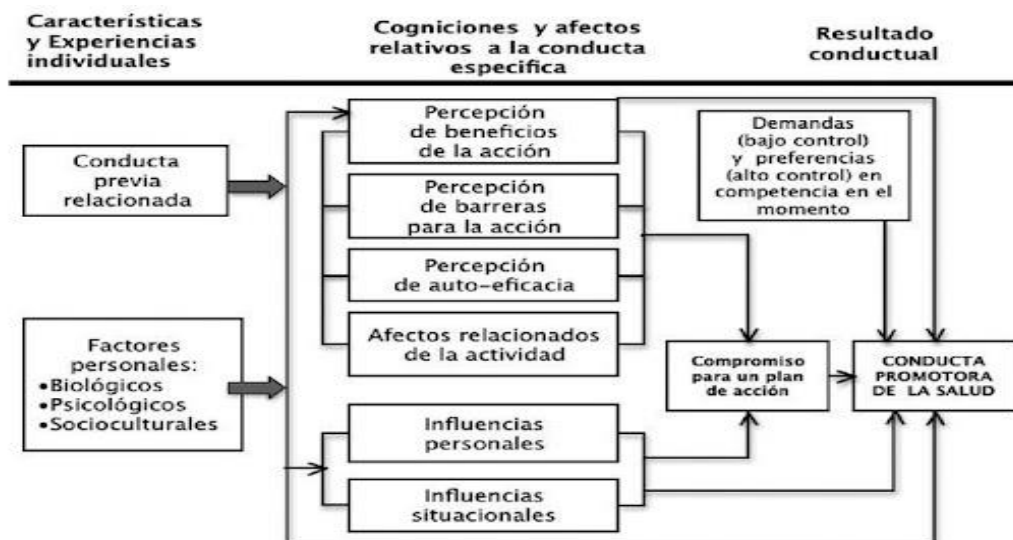 Características
y Experiencias
individuales
Cogniciones y afectos
relativos a la conducta
especifica
Resultado
conductual
Conducta
previa
relacionada
Factores
personales:
•Biológicos
•Psicológicos
•Socioculturales
Percepción
de beneficios
de la acción
Percepción
de barreras
para la acción
Percepción
de auto-eficacia
Afectos relacionados
de la actividad
Influencias
personales
Influencias
situacionales
Demandas
(bajo control)
y preferencias
(alto control) en
competencia en el
momento
Compromiso
para un plan
de acción
CONDUCTA
PROMOTORA
DE LA SALUD